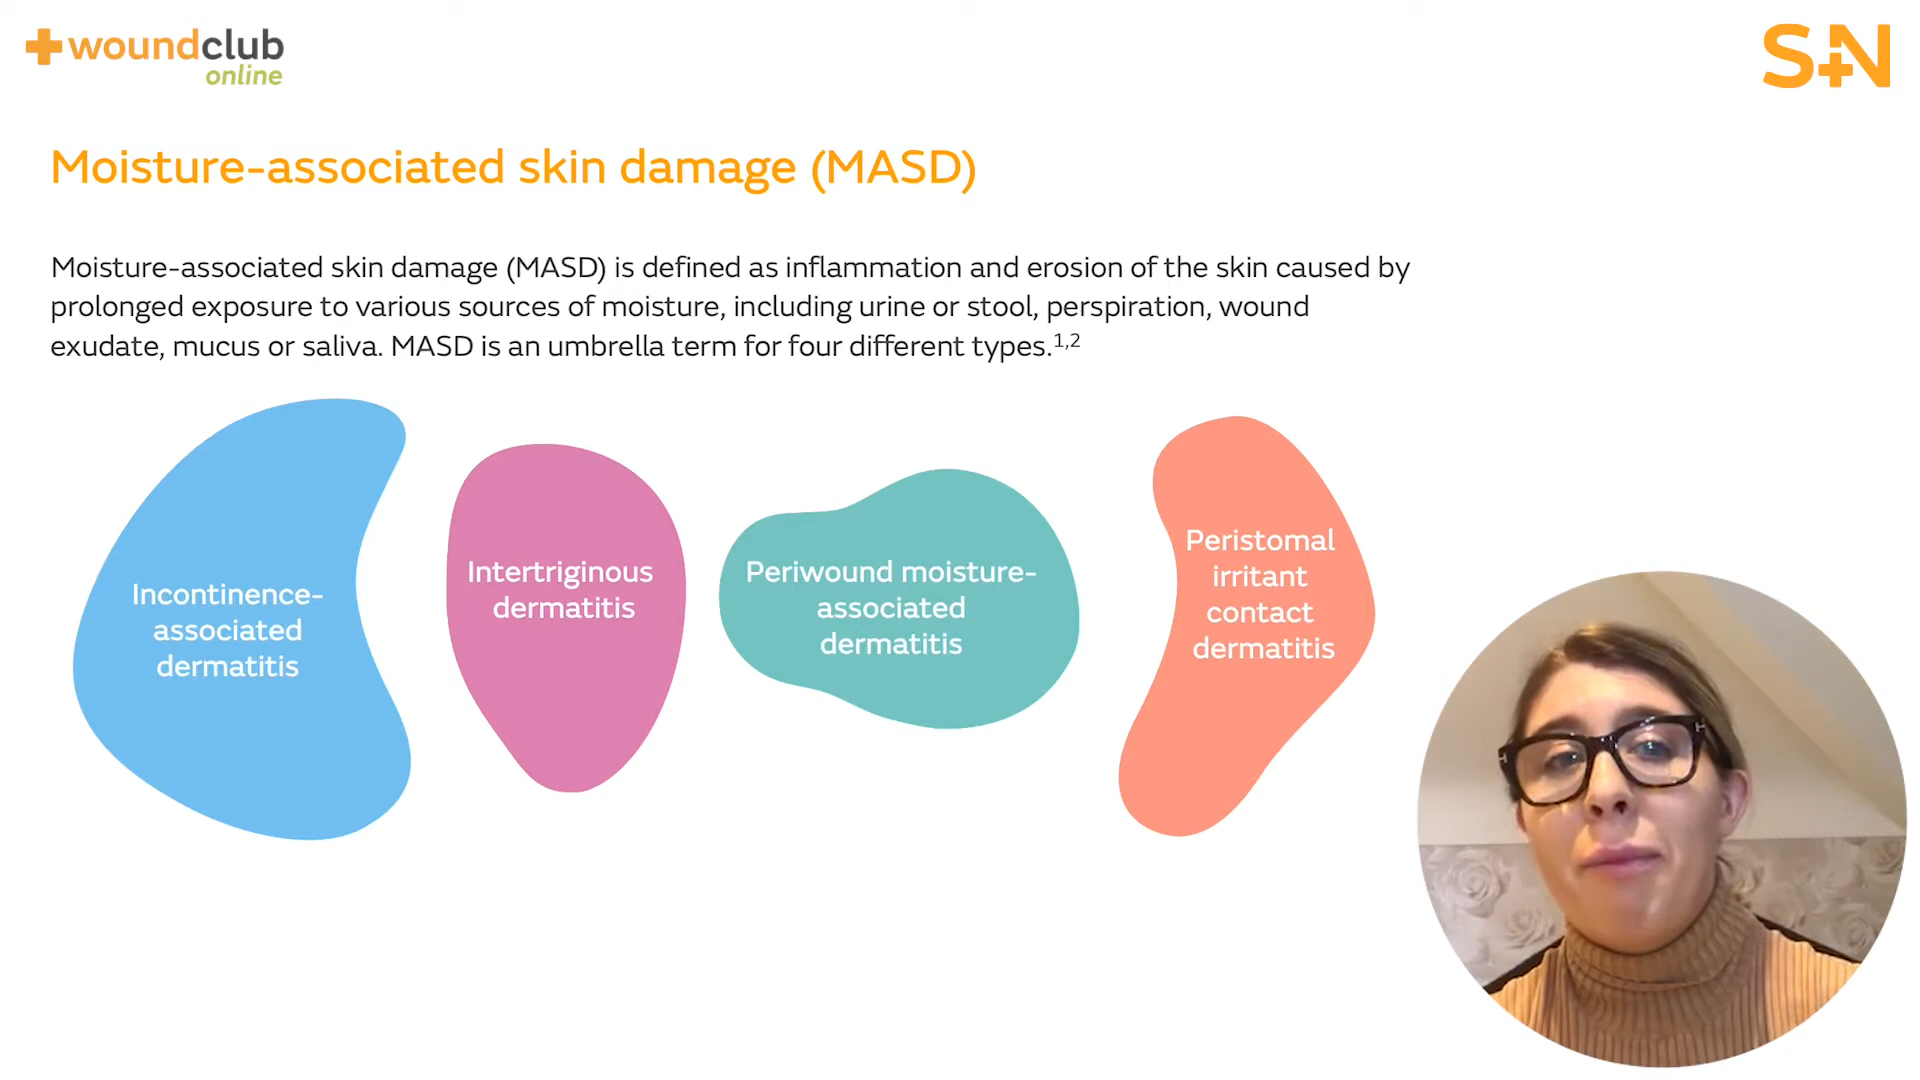 woundclub
online
S+N
Moisture-associated skin damage (MASD)
Moisture-associated skin damage (MASD) is defined as inflammation and erosion of the skin caused by
prolonged exposure to various sources of moisture, including urine or stool, perspiration, wound
exudate, mucus or saliva. MASD is an umbrella term for four different types.1,2
Incontinence-
associated
dermatitis
Intertriginous
dermatitis
Periwound moisture-
associated
dermatitis
Peristomal
irritant
contact
dermatitis